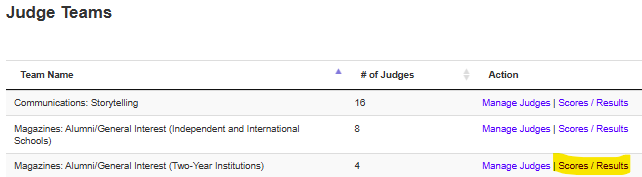 Judge Teams
Team Name # of Judges Action
Communications: Storytelling 16 Manage Judges | Scores / Results
Magazines: Alumni/General Interest (Independent and International 8 Manage Judges | Scores / Results
Schools)
Magazines: Alumni/General Interest (Two-Year Institutions) 4 Manage Judges | Scores / Results